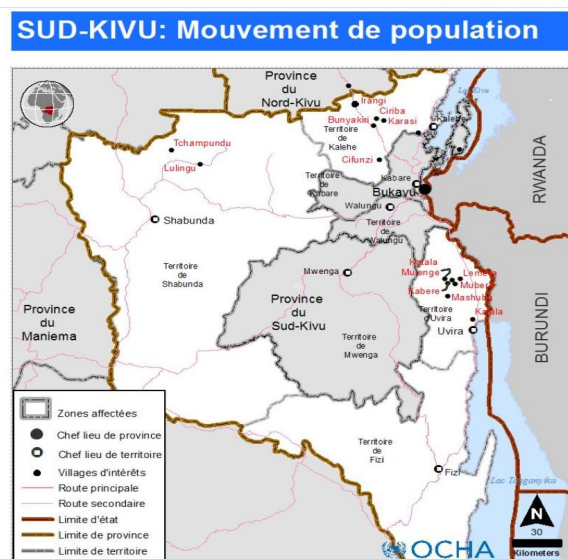 SUD-KIVU: Mouvement de population
Province
du
Nord-Kivu
Lac Kivu
Irangi
Ciriba
Bunyakiri
Karasi
Kalehe
Territoire
de
Kalehe
Tchampundu
Lulingu
Cifunzi
Territoire
de
Kabare
Kabare
Bukavu
RWANDA
Walungu
Shabunda
Territoire
de
Walungu
Territoire
de
Shabunda
Mwenga
Katala
Mulenge
Lemera
Kabere
Muberé
Mashuba
Province
du
Maniema
Province
du
Sud-Kivu
Territoire
d'Uvira
Katala
Uvira
BURUNDI
Territoire
de
Mwenga
Territoire
de
Fizi
Fizi
Lac Tanganyika
Zones affectées
Chef lieu de province
Chef lieu de territoire
Villages d'intérêts
Route principale
Route secondaire
Limite d'état
Limite de province
Limite de territoire
OCHA
N
30
Kilometers